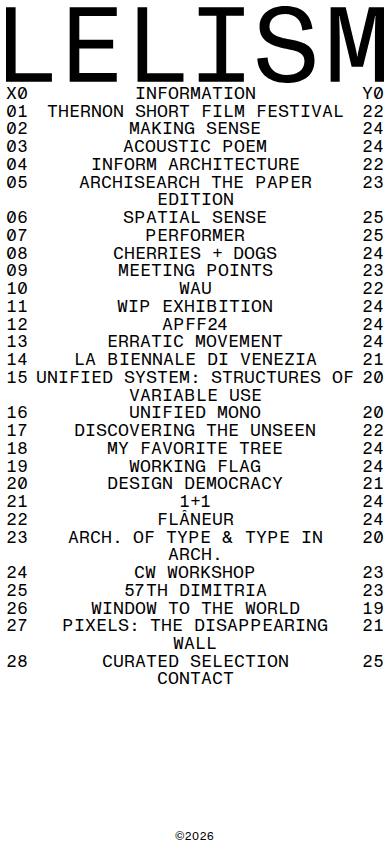 LELISM
X0 INFORMATION Y0
01 THERNON SHORT FILM FESTIVAL 22
02 MAKING SENSE 24
03 ACOUSTIC POEM 24
04 INFORM ARCHITECTURE 22
05 ARCHISEARCH THE PAPER 23
EDITION
06 SPATIAL SENSE 25
07 PERFORMER 25
08 CHERRIES + DOGS 24
09 MEETING POINTS 23
10 WAU 22
11 WIP EXHIBITION 24
12 APFF24 24
13 ERRATIC MOVEMENT 24
14 LA BIENNALE DI VENEZIA 21
15 UNIFIED SYSTEM: STRUCTURES OF 20
VARIABLE USE
16 UNIFIED MONO 20
17 DISCOVERING THE UNSEEN 22
18 MY FAVORITE TREE 24
19 WORKING FLAG 24
20 DESIGN DEMOCRACY 21
21 1+1 24
22 FLÂNEUR 24
23 ARCH. OF TYPE & TYPE IN 20
ARCH.
24 CW WORKSHOP 23
25 57TH DIMITRIA 23
26 WINDOW TO THE WORLD 19
27 PIXELS: THE DISAPPEARING 21
WALL
28 CURATED SELECTION 25
CONTACT
©2026